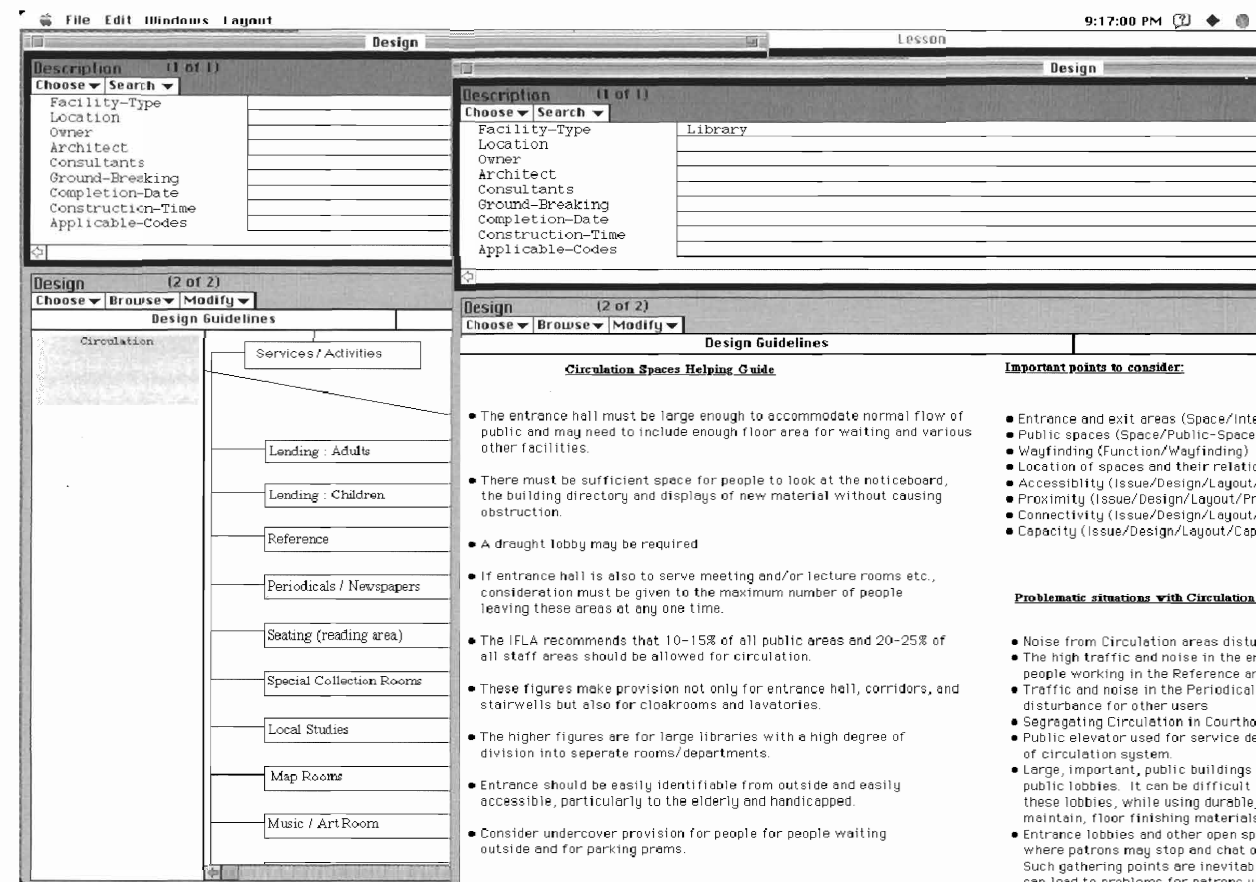 File Edit Windows Layout
9:17:00 PM
Design
Lesson
Description (1 of 1)
Choose Search
Facility-Type
Location
Owner
Architect
Consultants
Ground-Breaking
Completion-Date
Construction-Time
Applicable-Codes
Design (2 of 2)
Choose Browse Modify
Design Guidelines
Circulation
Services / Activities
Lending : Adults
Lending : Children
Reference
Periodicals / Newspapers
Seating (reading area)
Special Collection Rooms
Local Studies
Map Rooms
Music / Art Room
Design
Description (1 of 1)
Choose Search
Facility-Type Library
Location
Owner
Architect
Consultants
Ground-Breaking
Completion-Date
Construction-Time
Applicable-Codes
Design (2 of 2)
Choose Browse Modify
Design Guidelines
Circulation Spaces Helping Guide
● The entrance hall must be large enough to accommodate normal flow of
public and may need to include enough floor area for waiting and various
other facilities.
● There must be sufficient space for people to look at the noticeboard,
the building directory and displays of new material without causing
obstruction.
● A draught lobby may be required
● If entrance hall is also to serve meeting and/or lecture rooms etc.,
consideration must be given to the maximum number of people
leaving these areas at any one time.
● The IFLA recommends that 10-15% of all public areas and 20-25% of
all staff areas should be allowed for circulation.
● These figures make provision not only for entrance hall, corridors, and
stairwells but also for cloakrooms and lavatories.
● The higher figures are for large libraries with a high degree of
division into seperate rooms/departments.
● Entrance should be easily identifiable from outside and easily
accessible, particularly to the elderly and handicapped.
● Consider undercover provision for people for people waiting
outside and for parking prams.
Important points to consider:
● Entrance and exit areas (Space/Inte
● Public spaces (Space/Public-Space
● Wayfinding (Function/Wayfinding)
● Location of spaces and their relatio
● Accessiblity (Issue/Design/Layout/
● Proximity (Issue/Design/Layout/Pr
● Connectivity (Issue/Design/Layout/
● Capacity (Issue/Design/Layout/Cap
Problematic situations with Circulation
● Noise from Circulation areas distu
● The high traffic and noise in the en
people working in the Reference ar
● Traffic and noise in the Periodical
disturbance for other users
● Segragating Circulation in Courtho
● Public elevator used for service de
of circulation system.
● Large, important, public buildings
public lobbies. It can be difficult
these lobbies, while using durable,
maintain, floor finishing materials
● Entrance lobbies and other open sp
where patrons may stop and chat o
Such gathering points are inevitab
can lead to problems for patrons